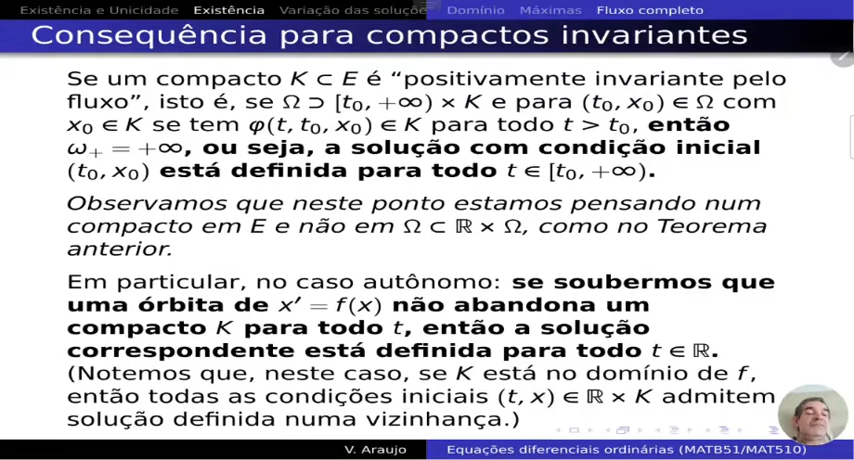 Existência e Unicidade Existência Variação das soluçõe Domínio Máximas Fluxo completo
Consequência para compactos invariantes
Se um compacto K ⊂ E é “positivamente invariante pelo
fluxo”, isto é, se Ω ⊃ [t₀, +∞) × K e para (t₀, x₀) ∈ Ω com
x₀ ∈ K se tem φ(t, t₀, x₀) ∈ K para todo t > t₀, então
ω₊ = +∞, ou seja, a solução com condição inicial
(t₀, x₀) está definida para todo t ∈ [t₀, +∞).
Observamos que neste ponto estamos pensando num
compacto em E e não em Ω ⊂ ℝ × Ω, como no Teorema
anterior.
Em particular, no caso autônomo: se soubermos que
uma órbita de x′ = f(x) não abandona um
compacto K para todo t, então a solução
correspondente está definida para todo t ∈ ℝ.
(Notemos que, neste caso, se K está no domínio de f,
então todas as condições iniciais (t, x) ∈ ℝ × K admitem
solução definida numa vizinhança.)
V. Araujo Equações diferenciais ordinárias (MATB51/MAT510)